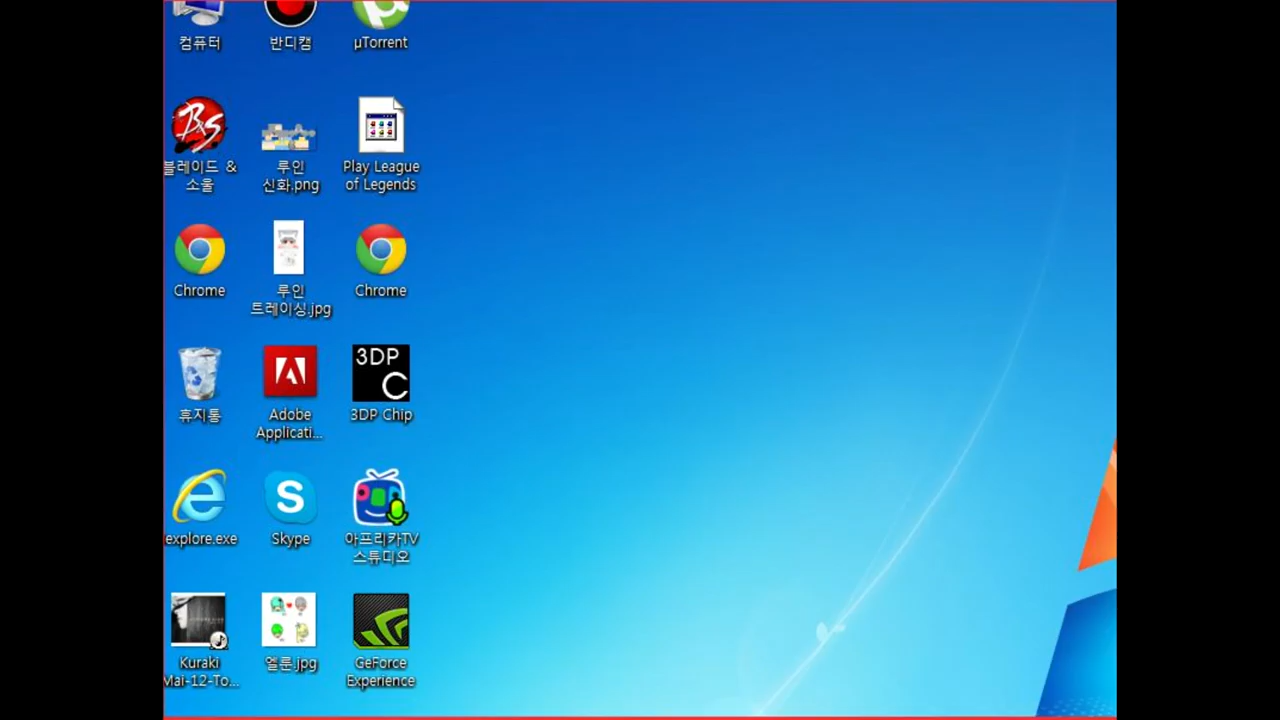 컴퓨터
반디캠
µTorrent
블레이드 &
소울
루인
신화.png
Play League
of Legends
Chrome
루인
트레이싱.jpg
Chrome
휴지통
Adobe
Applicati...
3DP
C
3DP Chip
explore.exe
S
Skype
아프리카TV
스튜디오
Kuraki
Mai-12-To...
엘룬.jpg
GeForce
Experience